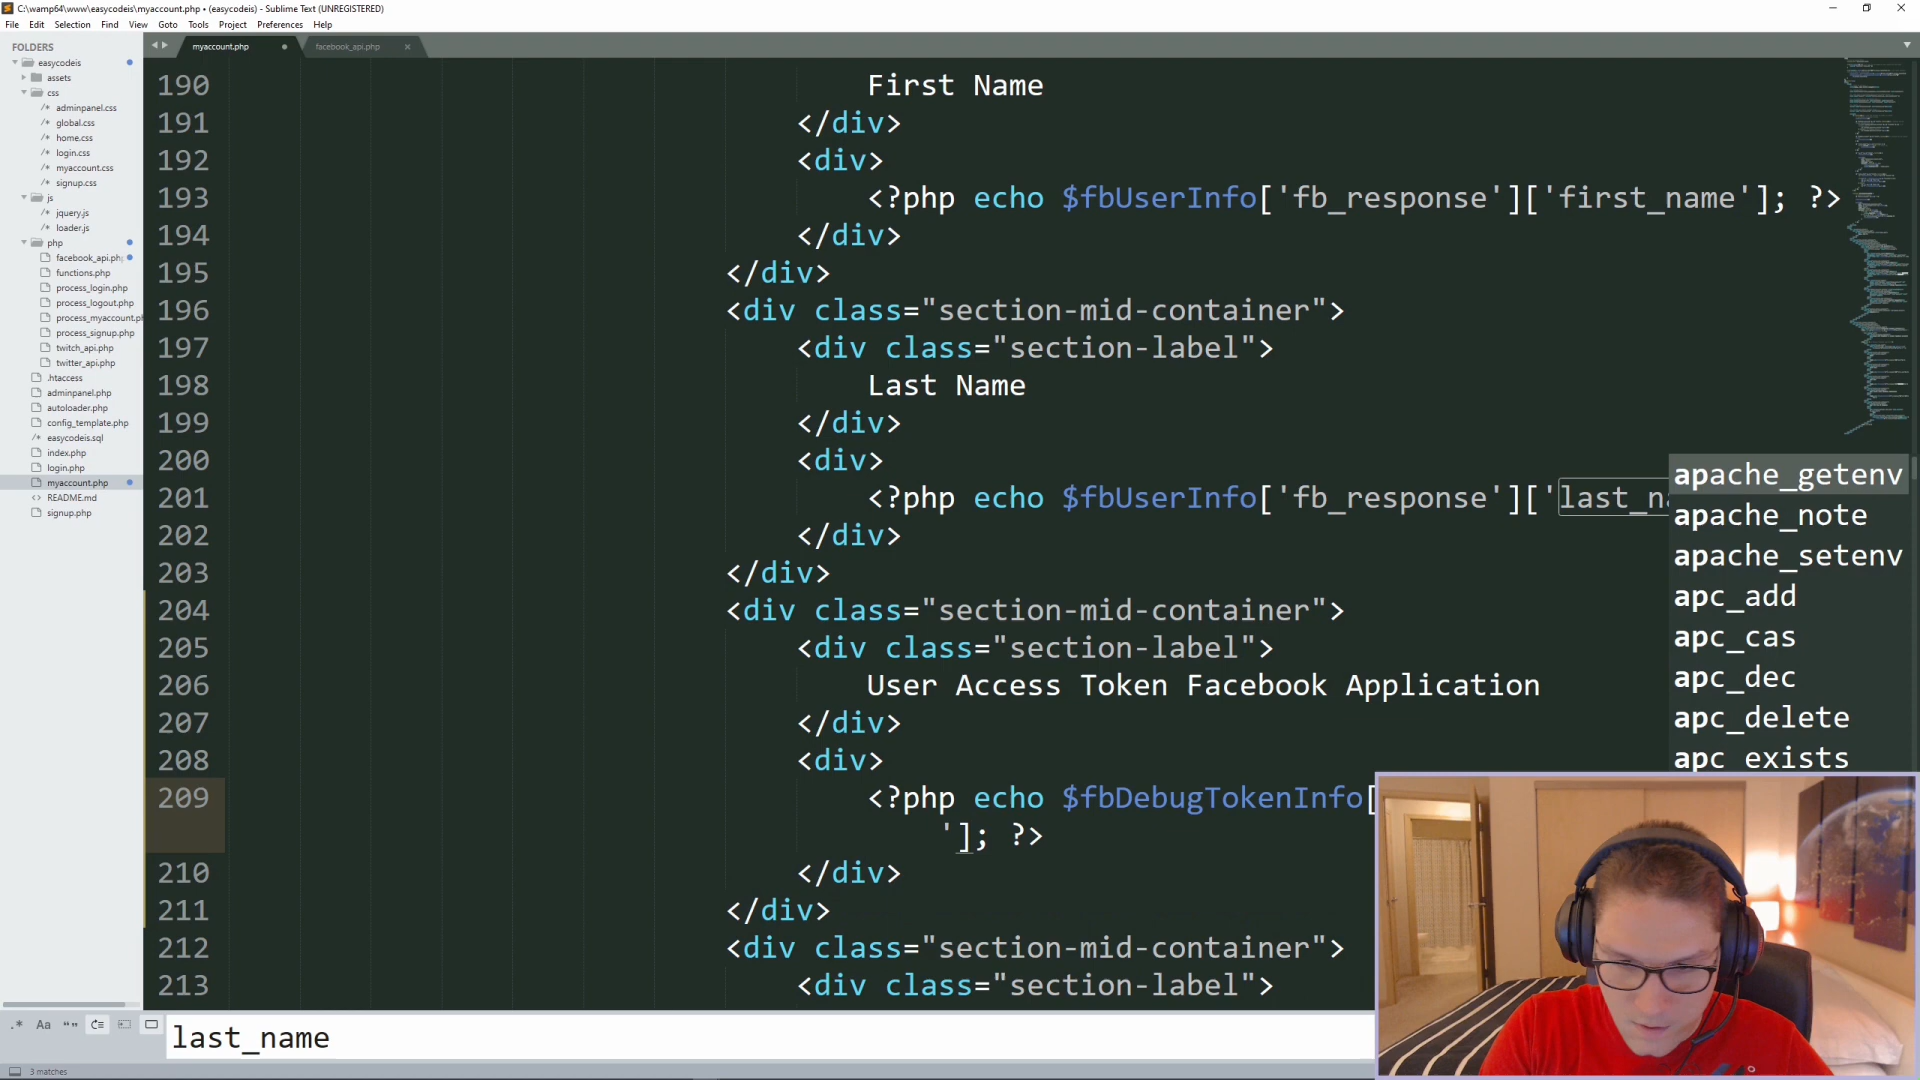 C:\wamp64\www\easycodeis\myaccount.php • (easycodeis) - Sublime Text (UNREGISTERED)
File Edit Selection Find View Goto Tools Project Preferences Help
FOLDERS
easycodeis
assets
css
/* adminpanel.css
/* global.css
/* home.css
/* login.css
/* myaccount.css
/* signup.css
js
jquery.js
loader.js
php
facebook_api.php
functions.php
process_login.php
process_logout.php
process_myaccount.ph
process_signup.php
twitch_api.php
twitter_api.php
.htaccess
adminpanel.php
autoloader.php
config_template.php
/* easycodeis.sql
index.php
login.php
myaccount.php
<> README.md
signup.php
myaccount.php facebook_api.php
190 First Name
191 </div>
192 <div>
193 <?php echo $fbUserInfo['fb_response']['first_name']; ?>
194 </div>
195 </div>
196 <div class="section-mid-container">
197 <div class="section-label">
198 Last Name
199 </div>
200 <div>
201 <?php echo $fbUserInfo['fb_response']['last_na
202 </div>
203 </div>
204 <div class="section-mid-container">
205 <div class="section-label">
206 User Access Token Facebook Application
207 </div>
208 <div>
209 <?php echo $fbDebugTokenInfo[
']; ?>
210 </div>
211 </div>
212 <div class="section-mid-container">
213 <div class="section-label">
apache_getenv
apache_note
apache_setenv
apc_add
apc_cas
apc_dec
apc_delete
apc_exists
.* Aa “”
last_name
3 matches